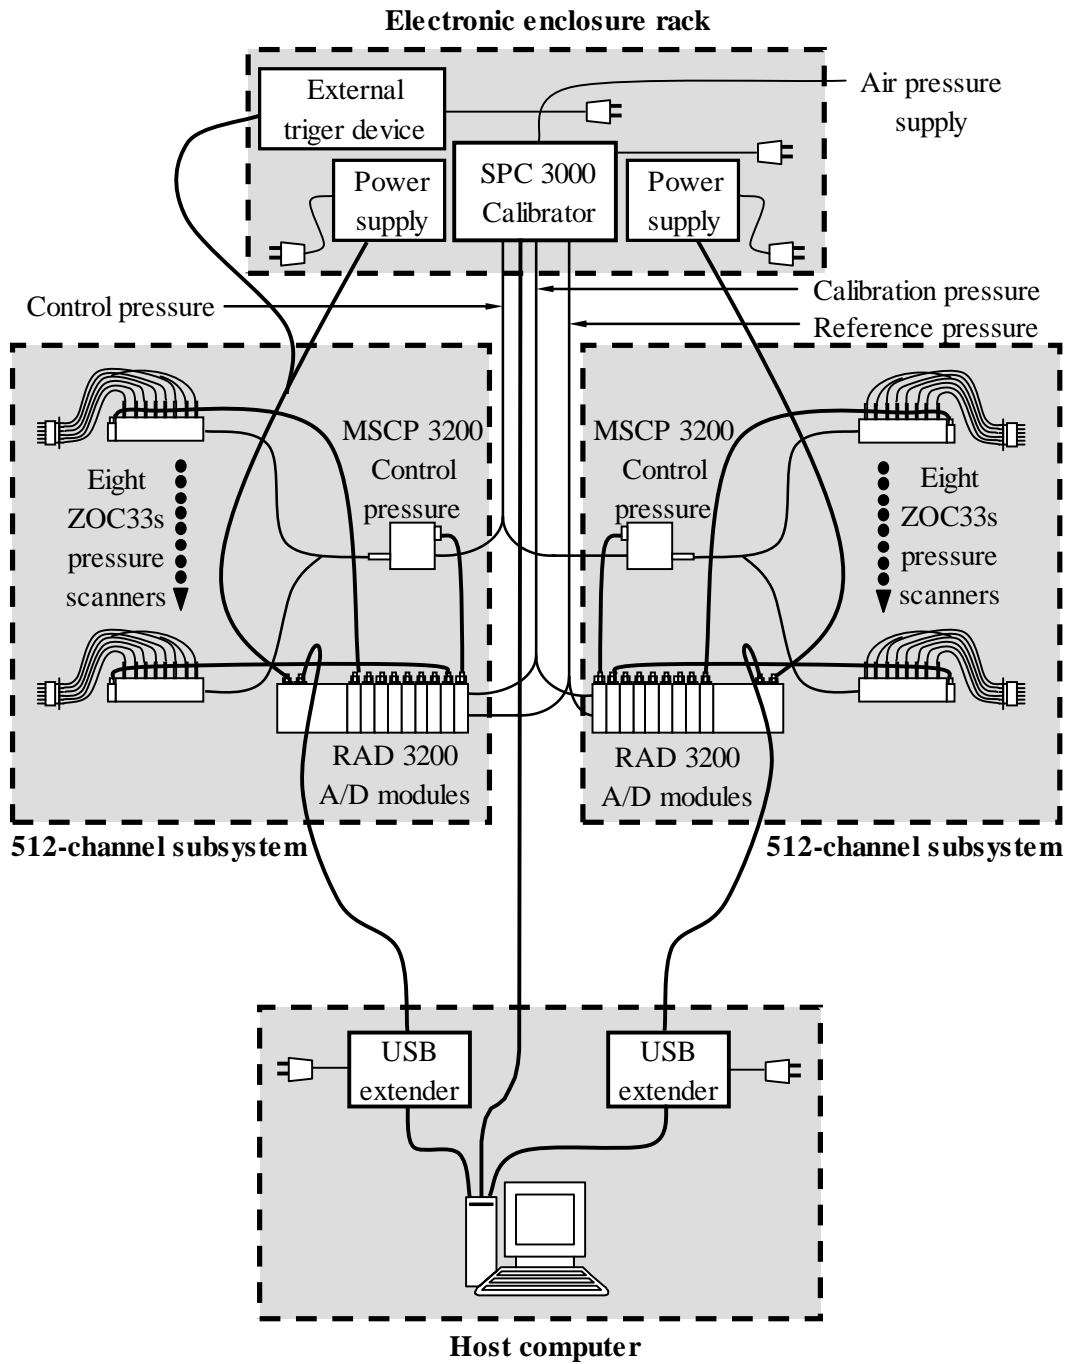 Electronic enclosure rack
External
triger device
Air pressure
supply
Power
supply
SPC 3000
Calibrator
Power
supply
Control pressure
Calibration pressure
Reference pressure
MSCP 3200
Control
pressure
MSCP 3200
Control
pressure
Eight
ZOC33s
pressure
scanners
Eight
ZOC33s
pressure
scanners
RAD 3200
A/D modules
RAD 3200
A/D modules
512-channel subsystem
512-channel subsystem
USB
extender
USB
extender
Host computer